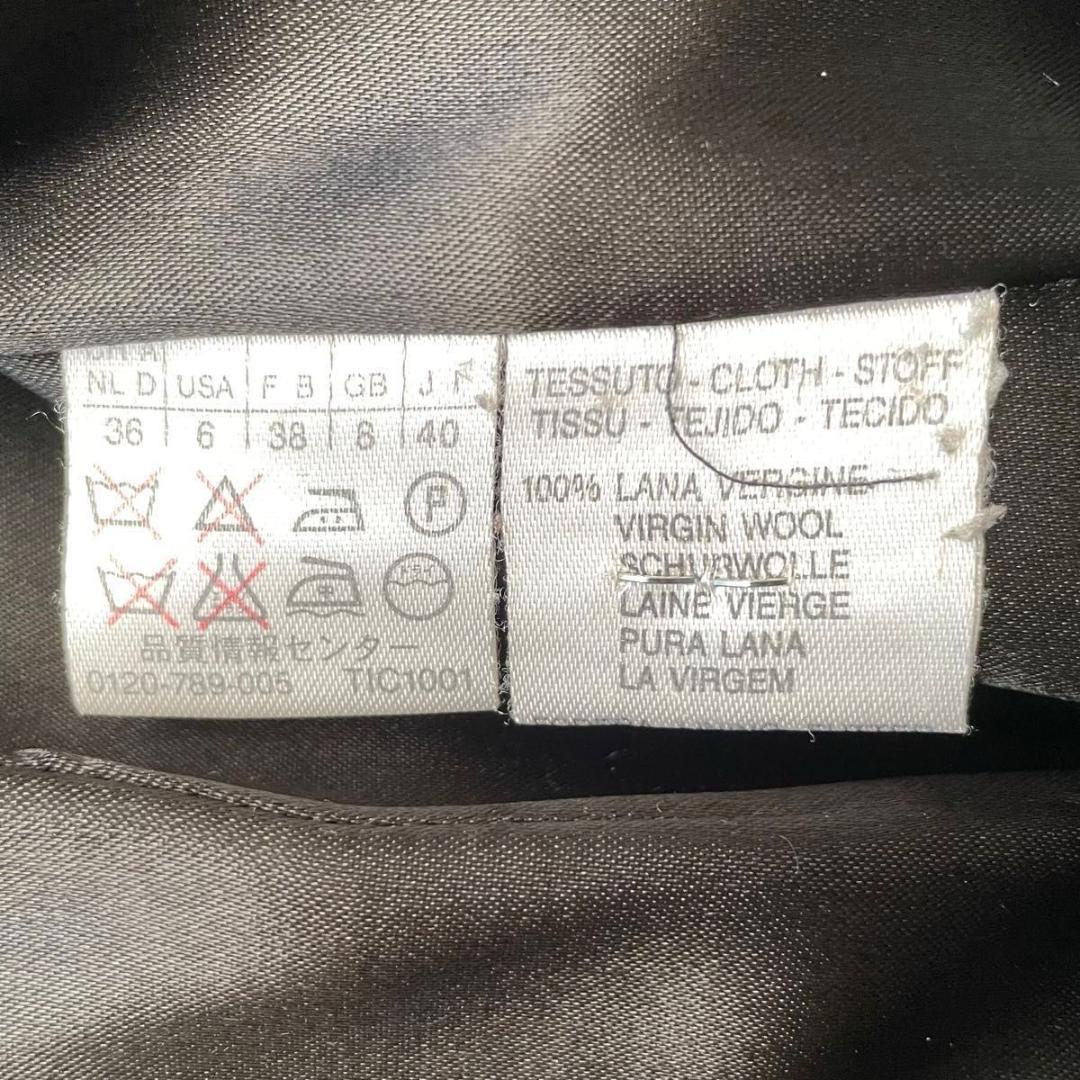 NL D USA F B GB J
36 6 38 8 40
P
品質情報センター
0120-789-005 TIC1001
TESSUTO - CLOTH - STOFF
TISSU - TEJIDO - TECIDO
100% LANA VERGINE
VIRGIN WOOL
SCHURWOLLE
LAINE VIERGE
PURA LANA
LA VIRGEM